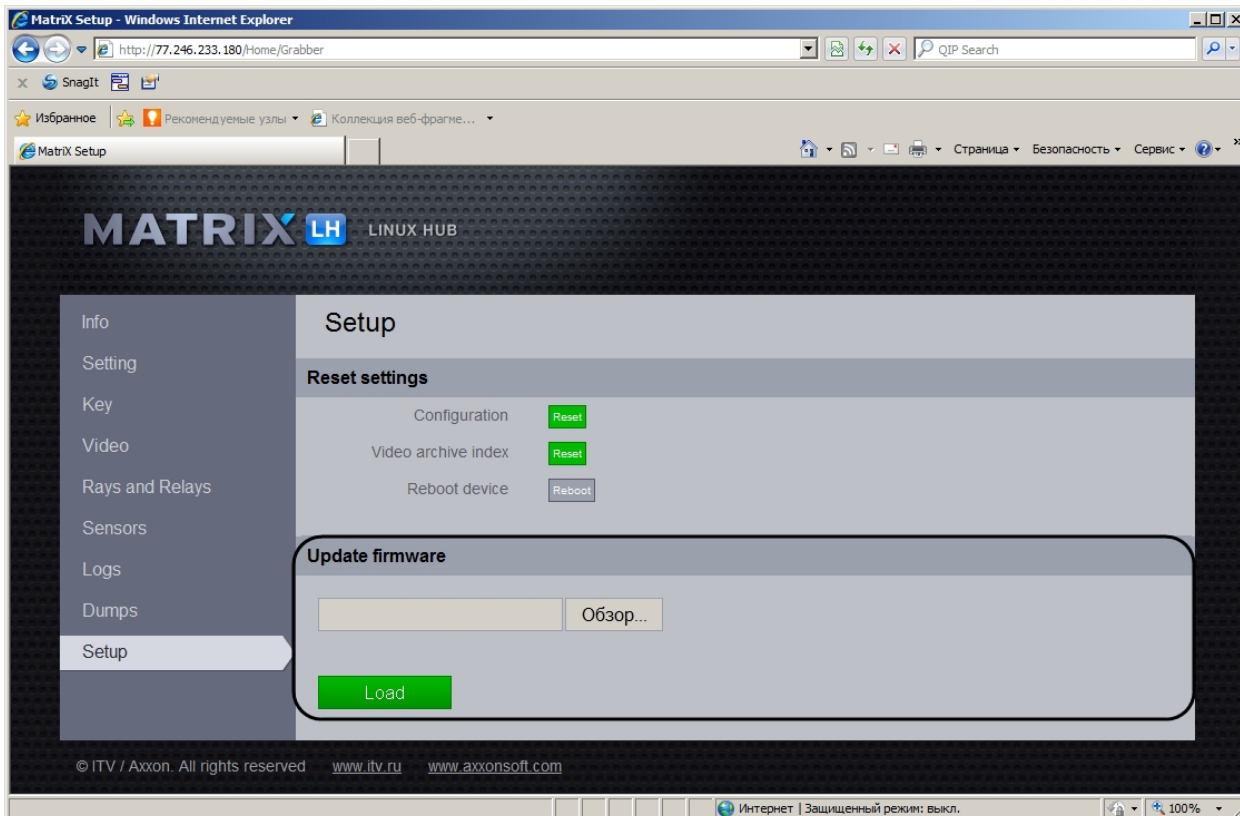 MatriX Setup - Windows Internet Explorer
http://77.246.233.180/Home/Grabber
QIP Search
x SnagIt
Избранное Рекомендуемые узлы Коллекция веб-фрагме...
MatriX Setup Страница Безопасность Сервис »
MATRIX LH LINUX HUB
Info
Setting
Key
Video
Rays and Relays
Sensors
Logs
Dumps
Setup
Setup
Reset settings
Configuration Reset
Video archive index Reset
Reboot device Reboot
Update firmware
Обзор...
Load
© ITV / Axxon. All rights reserved www.itv.ru www.axxonsoft.com
Интернет | Защищенный режим: выкл. 100%